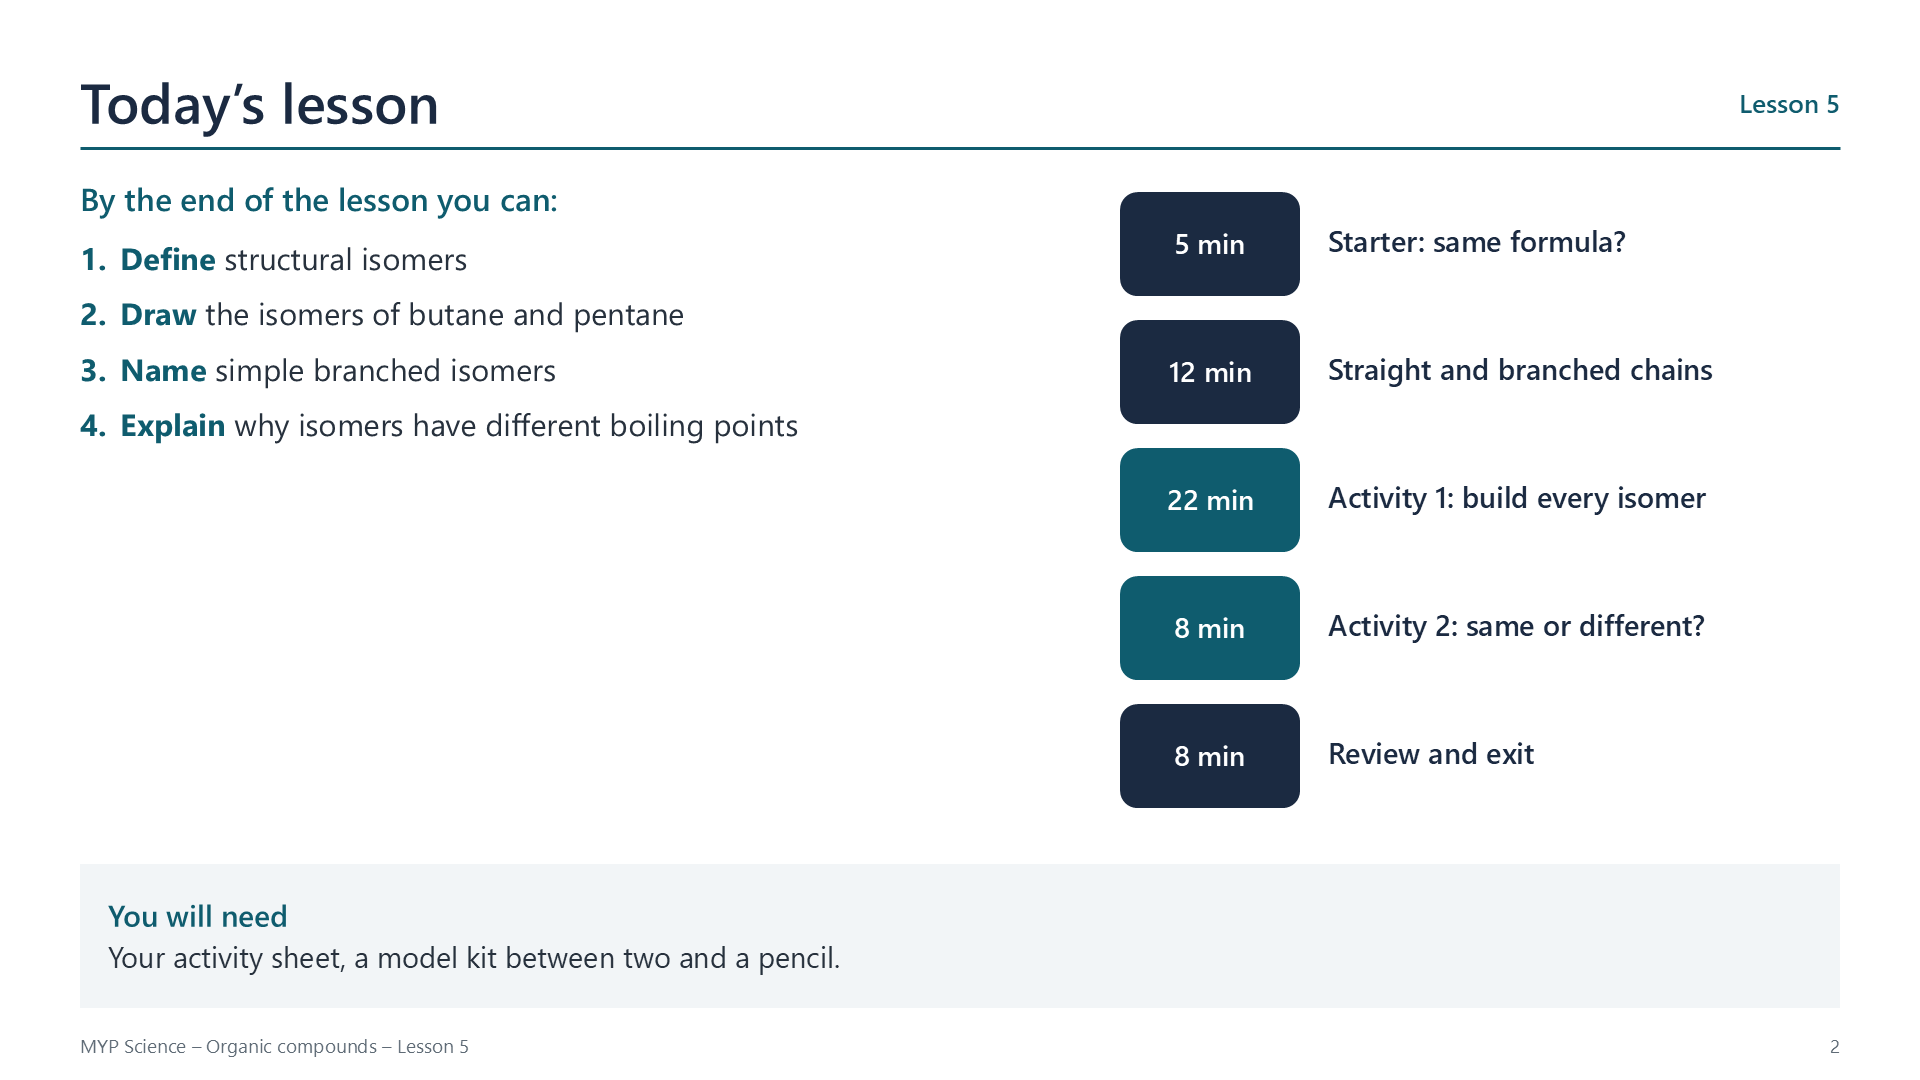 Today’s lesson
Lesson 5
By the end of the lesson you can:
1. Define structural isomers
2. Draw the isomers of butane and pentane
3. Name simple branched isomers
4. Explain why isomers have different boiling points
5 min
Starter: same formula?
12 min
Straight and branched chains
22 min
Activity 1: build every isomer
8 min
Activity 2: same or different?
8 min
Review and exit
You will need
Your activity sheet, a model kit between two and a pencil.
MYP Science – Organic compounds – Lesson 5
2